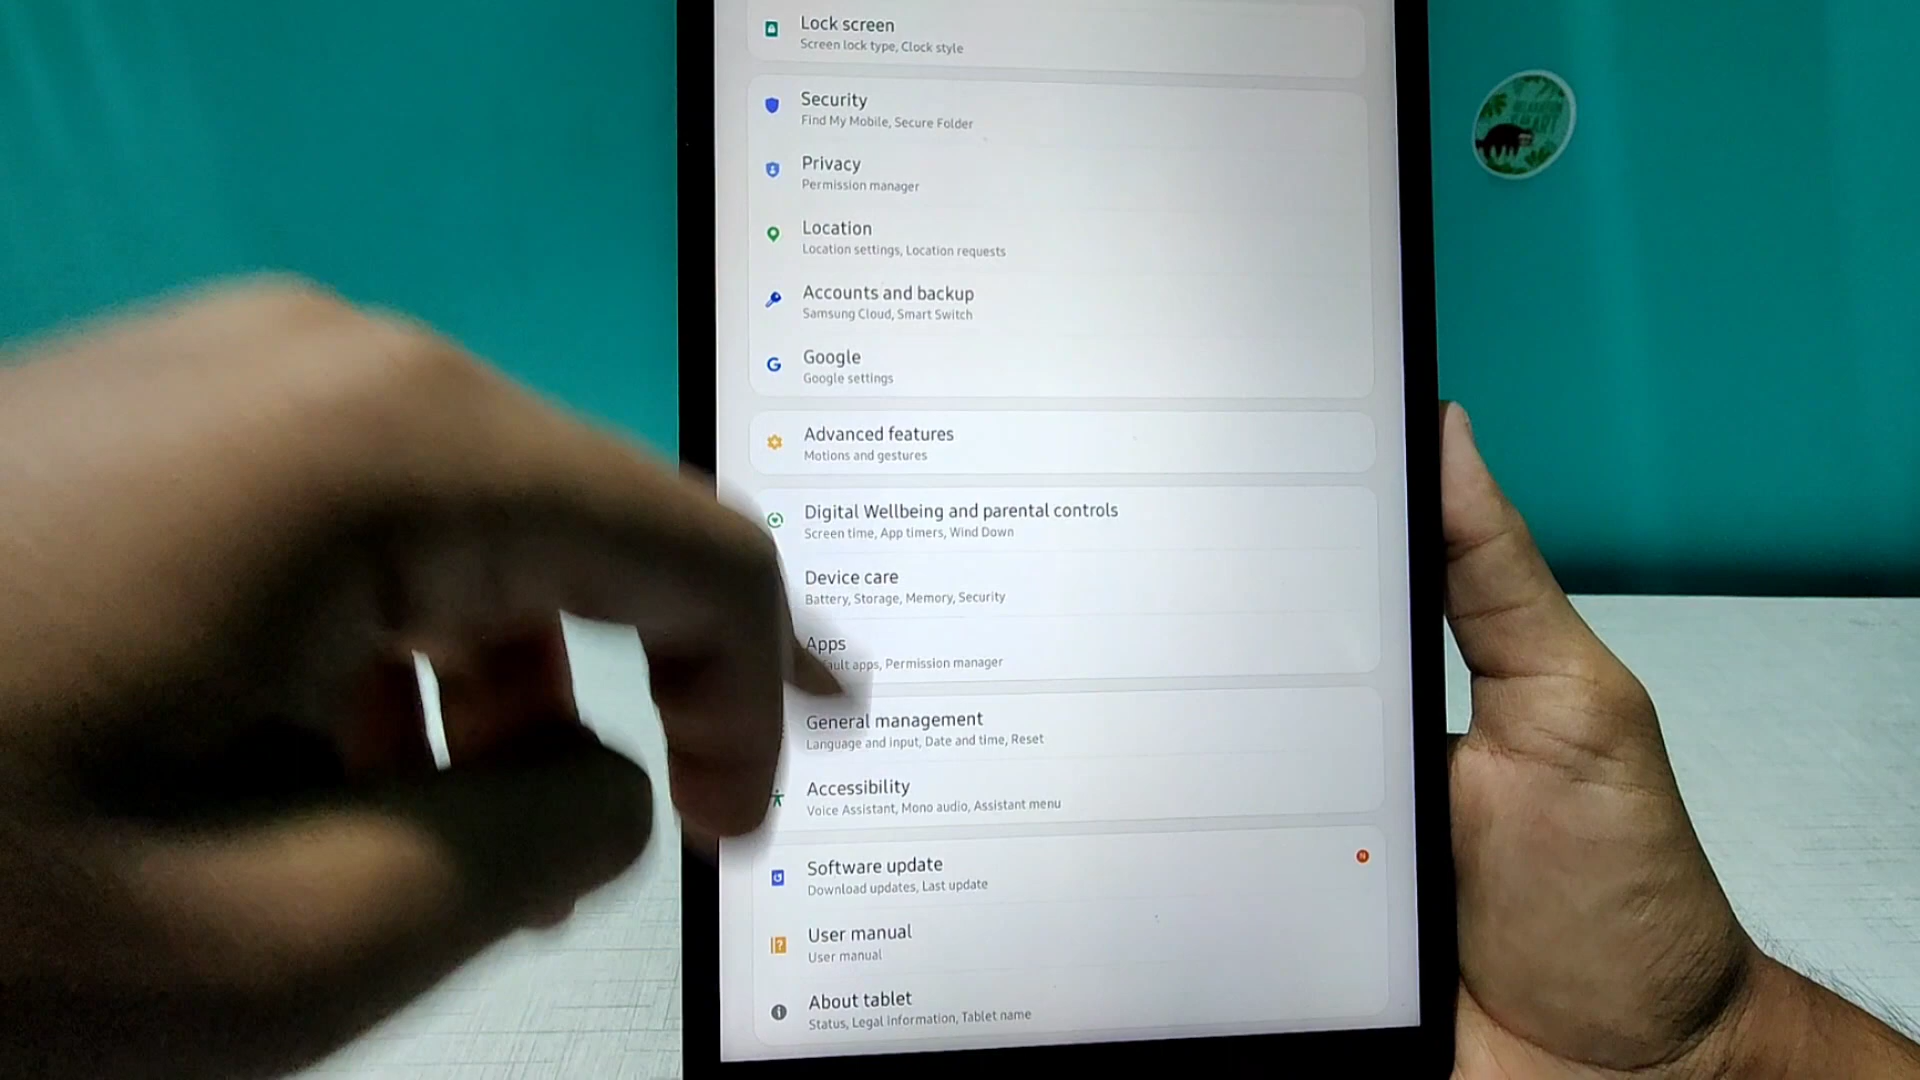 Lock screen
Screen lock type, Clock style
Security
Find My Mobile, Secure Folder
Privacy
Permission manager
Location
Location settings, Location requests
Accounts and backup
Samsung Cloud, Smart Switch
Google
Google settings
Advanced features
Motions and gestures
Digital Wellbeing and parental controls
Screen time, App timers, Wind Down
Device care
Battery, Storage, Memory, Security
Apps
apps, Permission manager
General management
Language and input, Date and time, Reset
Accessibility
Voice Assistant, Mono audio, Assistant menu
Software update
Download updates, Last update
User manual
User manual
About tablet
Status, Legal information, Tablet name